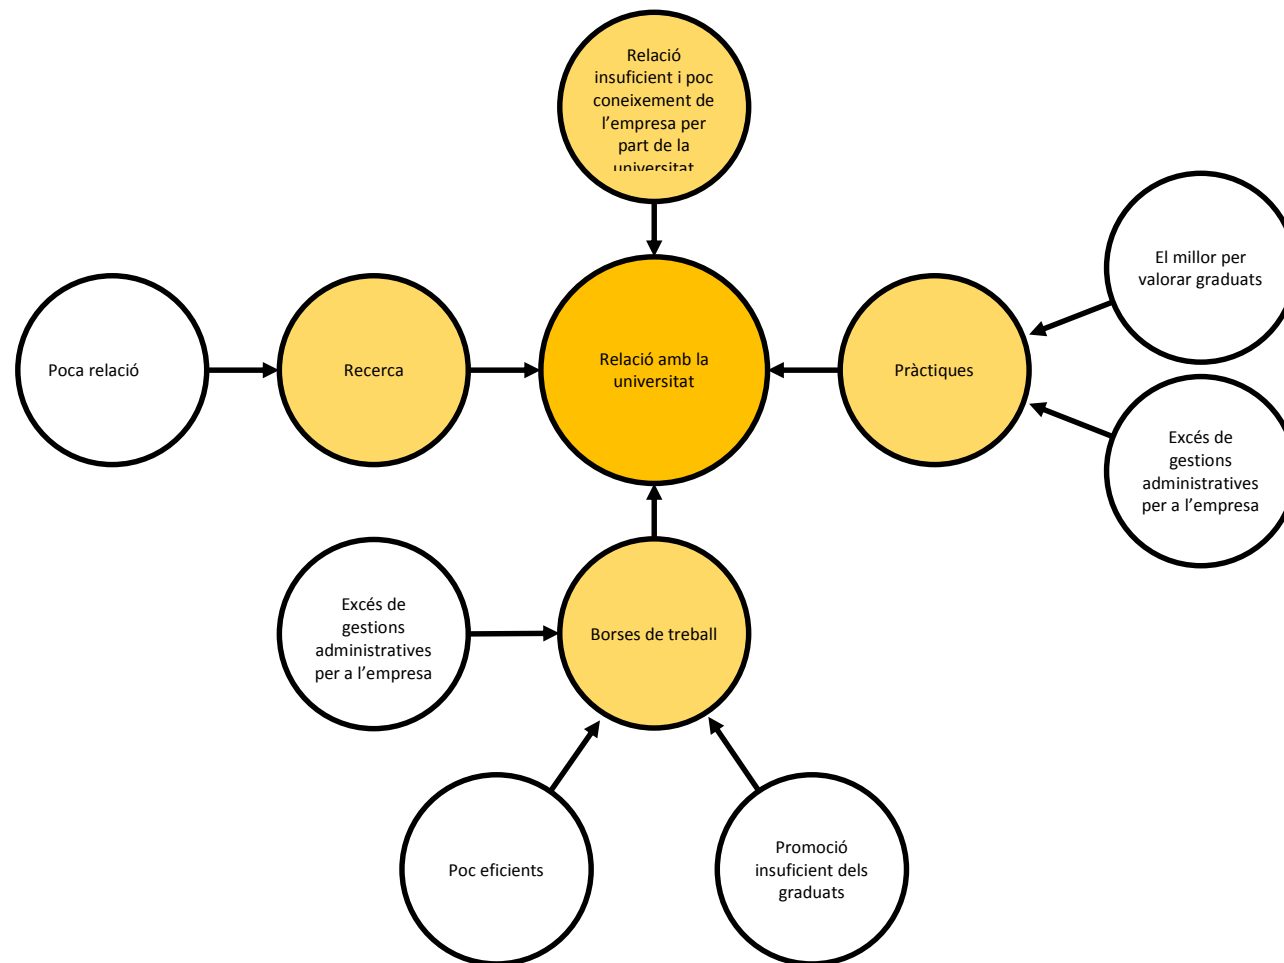 Relació
insuficient i poc
coneixement de
l’empresa per
part de la
universitat
El millor per
valorar graduats
Poca relació
Recerca
Relació amb la
universitat
Pràctiques
Excés de
gestions
administratives
per a l’empresa
Excés de
gestions
administratives
per a l’empresa
Borses de treball
Poc eficients
Promoció
insuficient dels
graduats